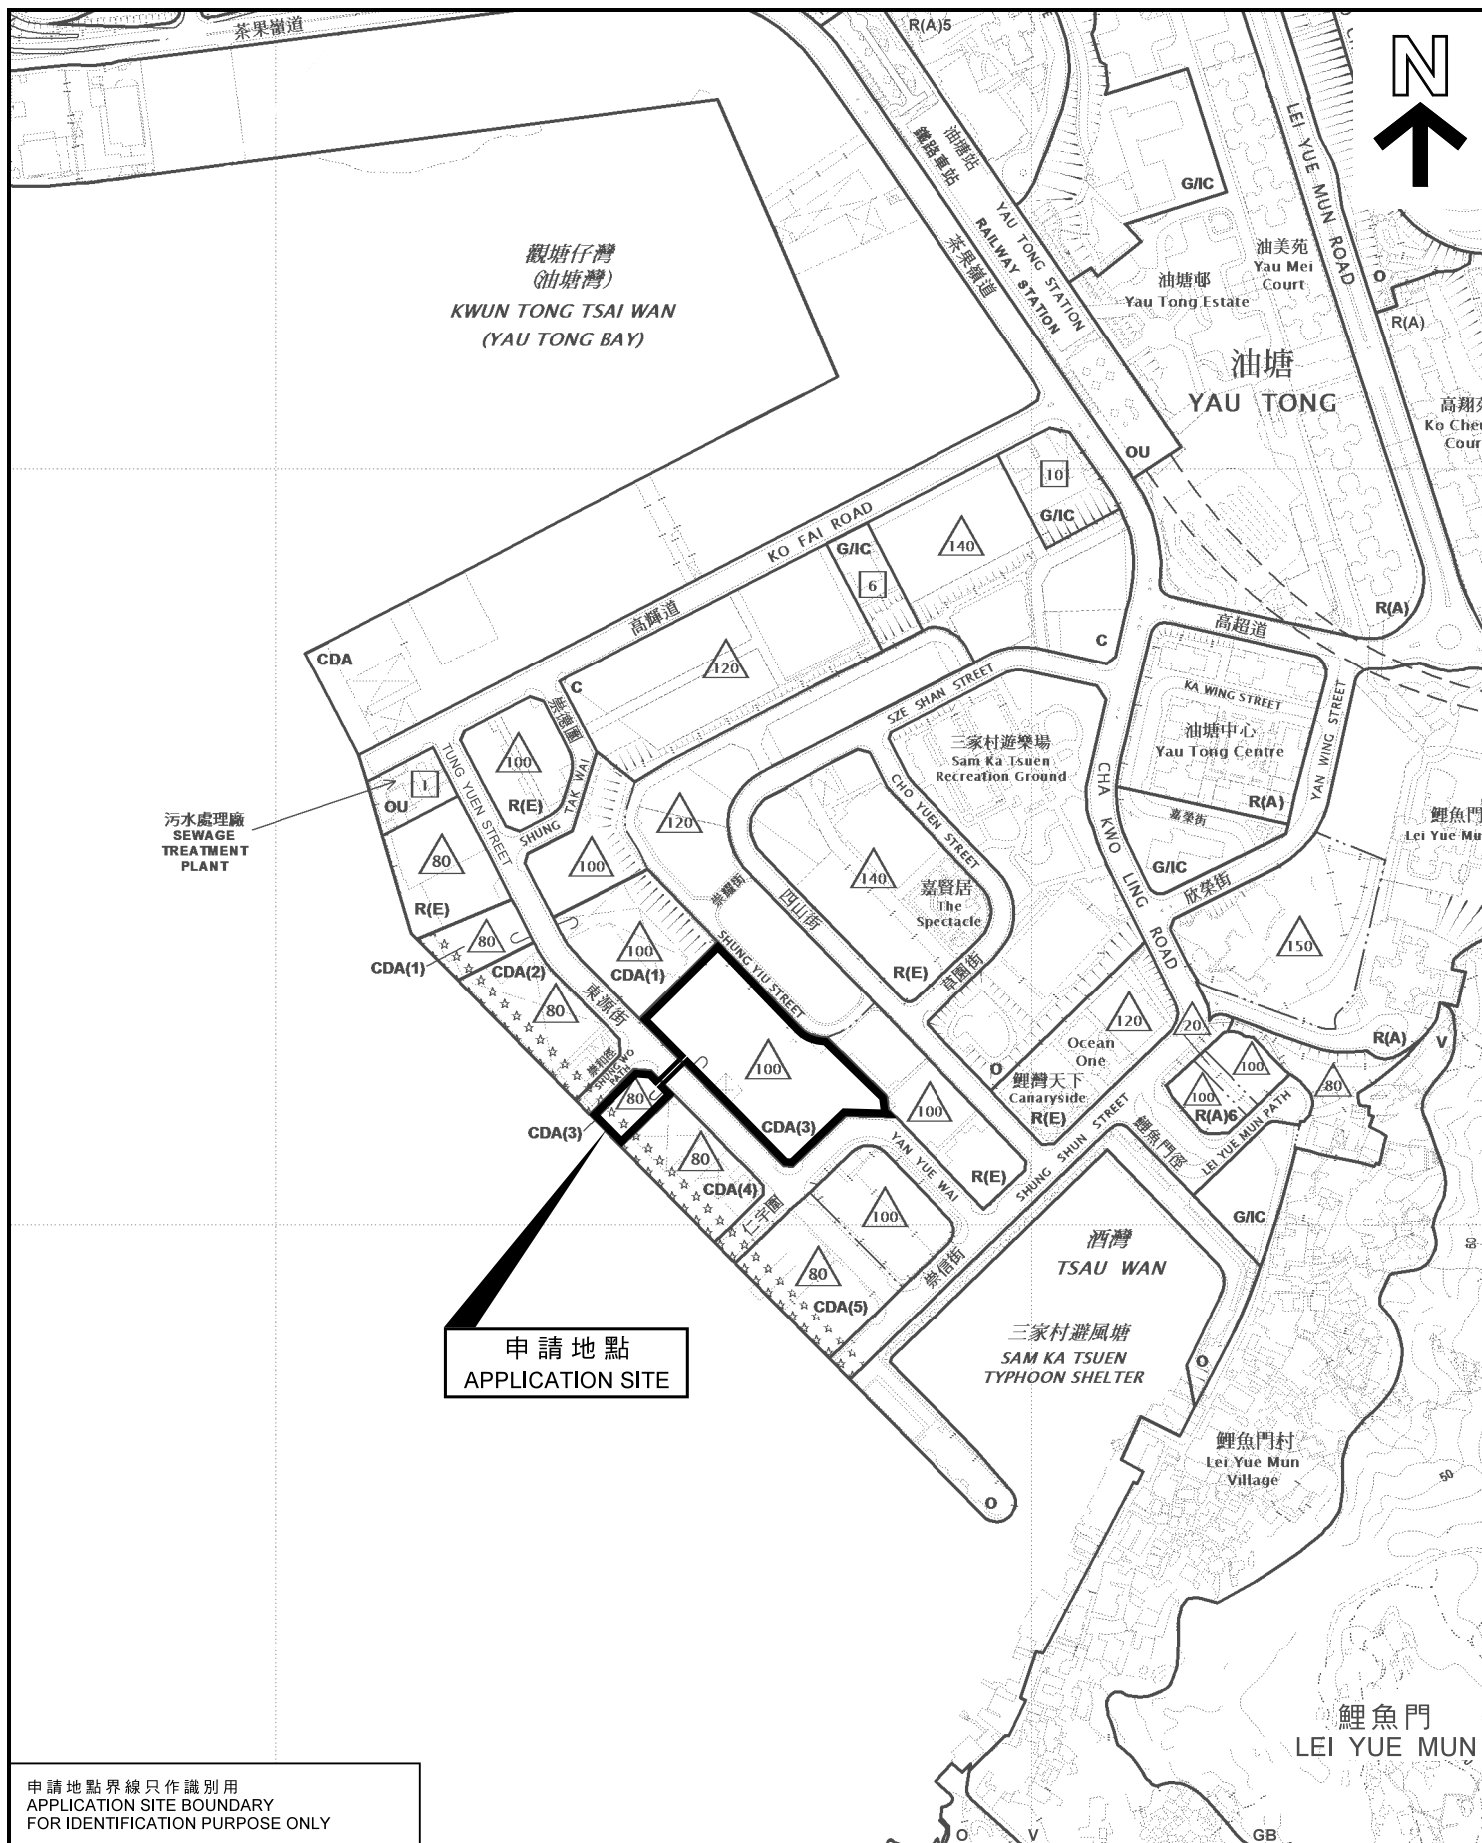 茶果嶺道
R(A)5
N
LEI YUE MUN ROAD
油塘站
鐵路車站
YAU TONG STATION
RAILWAY STATION
G/IC
觀塘仔灣
(油塘灣)
KWUN TONG TSAI WAN
(YAU TONG BAY)
茶果嶺道
油美苑
Yau Mei
Court
O
油塘邨
Yau Tong Estate
R(A)
油塘
YAU TONG
高翔
Court
OU
10
G/IC
KO FAI ROAD
高輝道
G/IC
6
140
R(A)
高超道
C
CDA
120
C
SZE SHAN STREET
KA WING STREET
YAN WING STREET
油塘中心
Yau Tong Centre
R(A)
三家村遊樂場
Sam Ka Tsuen
Recreation Ground
崇德圍
SHUNG TAK WAI
100
R(E)
TUNG YUEN STREET
1
OU
污水處理廠
SEWAGE
TREATMENT
PLANT
CHO YUEN STREET
CHA KWO LING ROAD
嘉榮街
G/IC
欣榮街
鯉魚門
Lei Yue Mu
120
80
R(E)
100
140
嘉賢居
The
Spectacle
四山街
崇耀街
SHUNG YIU STREET
R(E)
草園街
150
80
CDA(1)
CDA(2)
100
CDA(1)
80
東源街
崇和徑
SHUNG WO
PATH
80
CDA(3)
100
CDA(3)
120
Ocean
One
O
鯉灣天下
Canaryside
R(E)
20
R(A)
V
100
100
R(A)6
80
鯉魚門徑
LEI YUE MUN PATH
SHUNG SHUN STREET
100
R(E)
YAN YUE WAI
80
CDA(4)
仁宇圍
100
80
CDA(5)
崇信街
G/IC
酒灣
TSAU WAN
三家村避風塘
SAM KA TSUEN
TYPHOON SHELTER
O
60
申請地點
APPLICATION SITE
鯉魚門村
Lei Yue Mun
Village
50
O
鯉魚門
LEI YUE MUN
申請地點界線只作識別用
APPLICATION SITE BOUNDARY
FOR IDENTIFICATION PURPOSE ONLY
O
V
GB